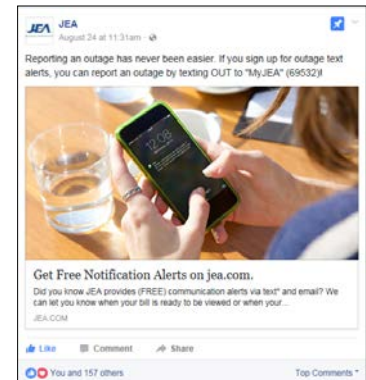 JEA
JEA
August 24 at 11:31am
Reporting an outage has never been easier. If you sign up for outage text
alerts, you can report an outage by texting OUT to "MyJEA" (69532)!
12:08
Get Free Notification Alerts on jea.com.
Did you know JEA provides (FREE) communication alerts via text* and email? We
can let you know when your bill is ready to be viewed or when your...
JEA.COM
Like Comment Share
You and 157 others Top Comments